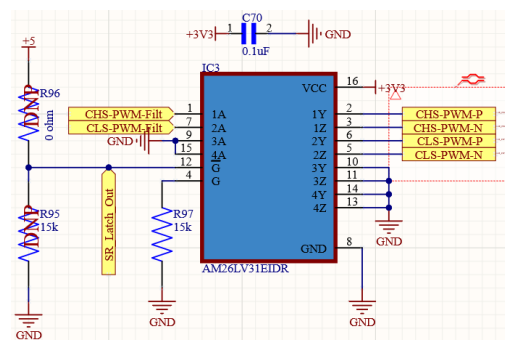 C70
+3V3
1
2
GND
0.1uF
+5
IC3
R96
DNP
0 ohm
VCC
16
+3V3
CHS-PWM-Filt
1
1A
1Y
2
CHS-PWM-P
CLS-PWM-Filt
7
2A
1Z
3
CHS-PWM-N
GND
9
3A
2Y
6
CLS-PWM-P
15
4A
2Z
5
CLS-PWM-N
12
G
3Y
10
4
G
3Z
11
4Y
14
4Z
13
SR_Latch_Out
R95
15k
DNP
R97
15k
GND
GND
8
AM26LV31EIDR
GND
GND
GND